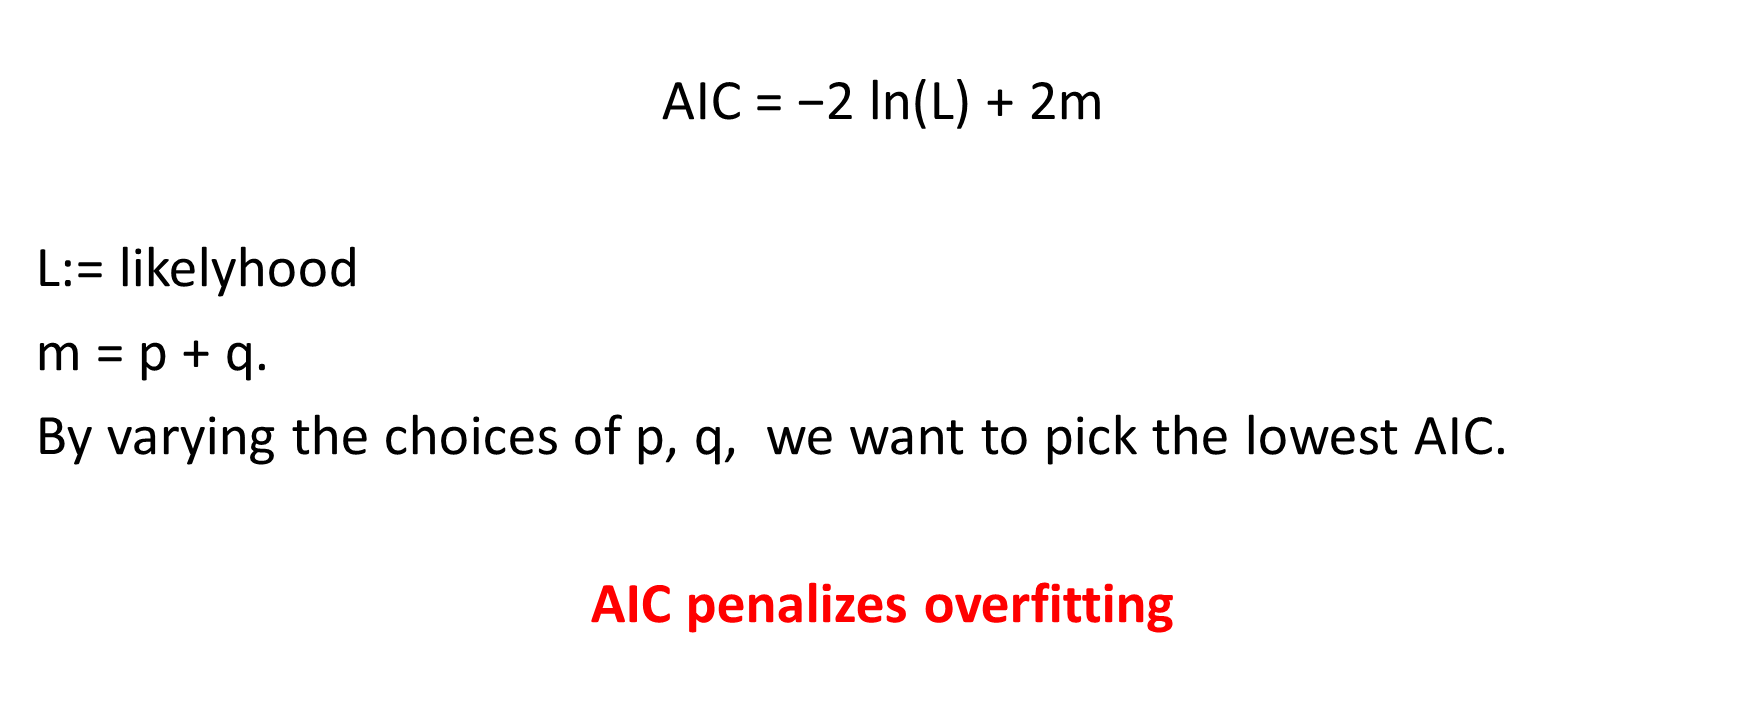 AIC = −2 ln(L) + 2m
L:= likelyhood
m = p + q.
By varying the choices of p, q,  we want to pick the lowest AIC.
AIC penalizes overfitting